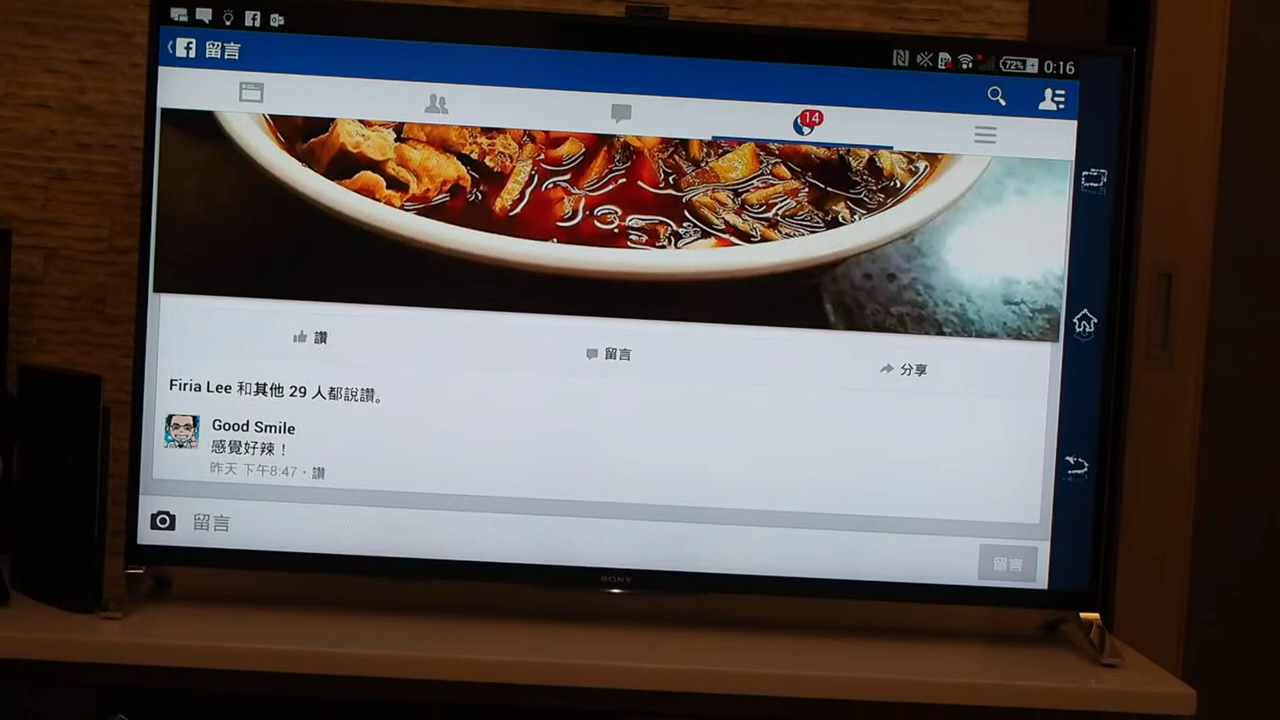 留言
72%
0:16
14
讚
留言
分享
Firia Lee 和其他 29 人都說讚。
Good Smile
感覺好辣！
昨天 下午8:47 · 讚
留言
留言
SONY